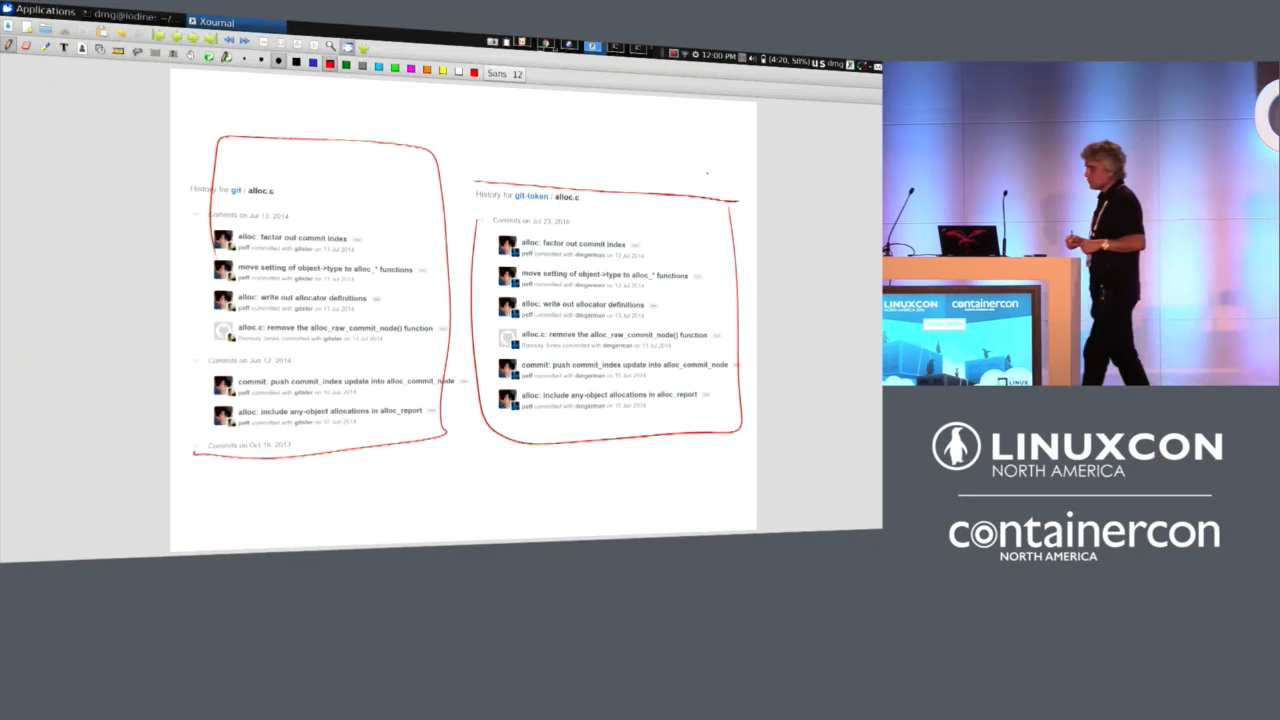 Applications dmg@iodine: ~/... Xournal
12:00 PM (4:20, 58%) us dmg
Sans 12
History for git / alloc.c
Commits on Jul 13, 2014
alloc: factor out commit index
peff committed with gitster on 13 Jul 2014
move setting of object->type to alloc_* functions
peff committed with gitster on 13 Jul 2014
alloc: write out allocator definitions
peff committed with gitster on 13 Jul 2014
alloc.c: remove the alloc_raw_commit_node() function
Ramsay Jones committed with gitster on 13 Jul 2014
Commits on Jun 12, 2014
commit: push commit_index update into alloc_commit_node
peff committed with gitster on 10 Jun 2014
alloc: include any-object allocations in alloc_report
peff committed with gitster on 10 Jun 2014
Commits on Oct 16, 2013
History for git-token / alloc.c
Commits on Jul 23, 2016
alloc: factor out commit index
peff committed with dmgerman on 13 Jul 2014
move setting of object->type to alloc_* functions
peff committed with dmgerman on 13 Jul 2014
alloc: write out allocator definitions
peff committed with dmgerman on 13 Jul 2014
alloc.c: remove the alloc_raw_commit_node() function
Ramsay Jones committed with dmgerman on 13 Jul 2014
commit: push commit_index update into alloc_commit_node
peff committed with dmgerman on 10 Jun 2014
alloc: include any-object allocations in alloc_report
peff committed with dmgerman on 10 Jun 2014
LINUXCON containercon
LINUX
LINUXCON
NORTH AMERICA
containercon
NORTH AMERICA